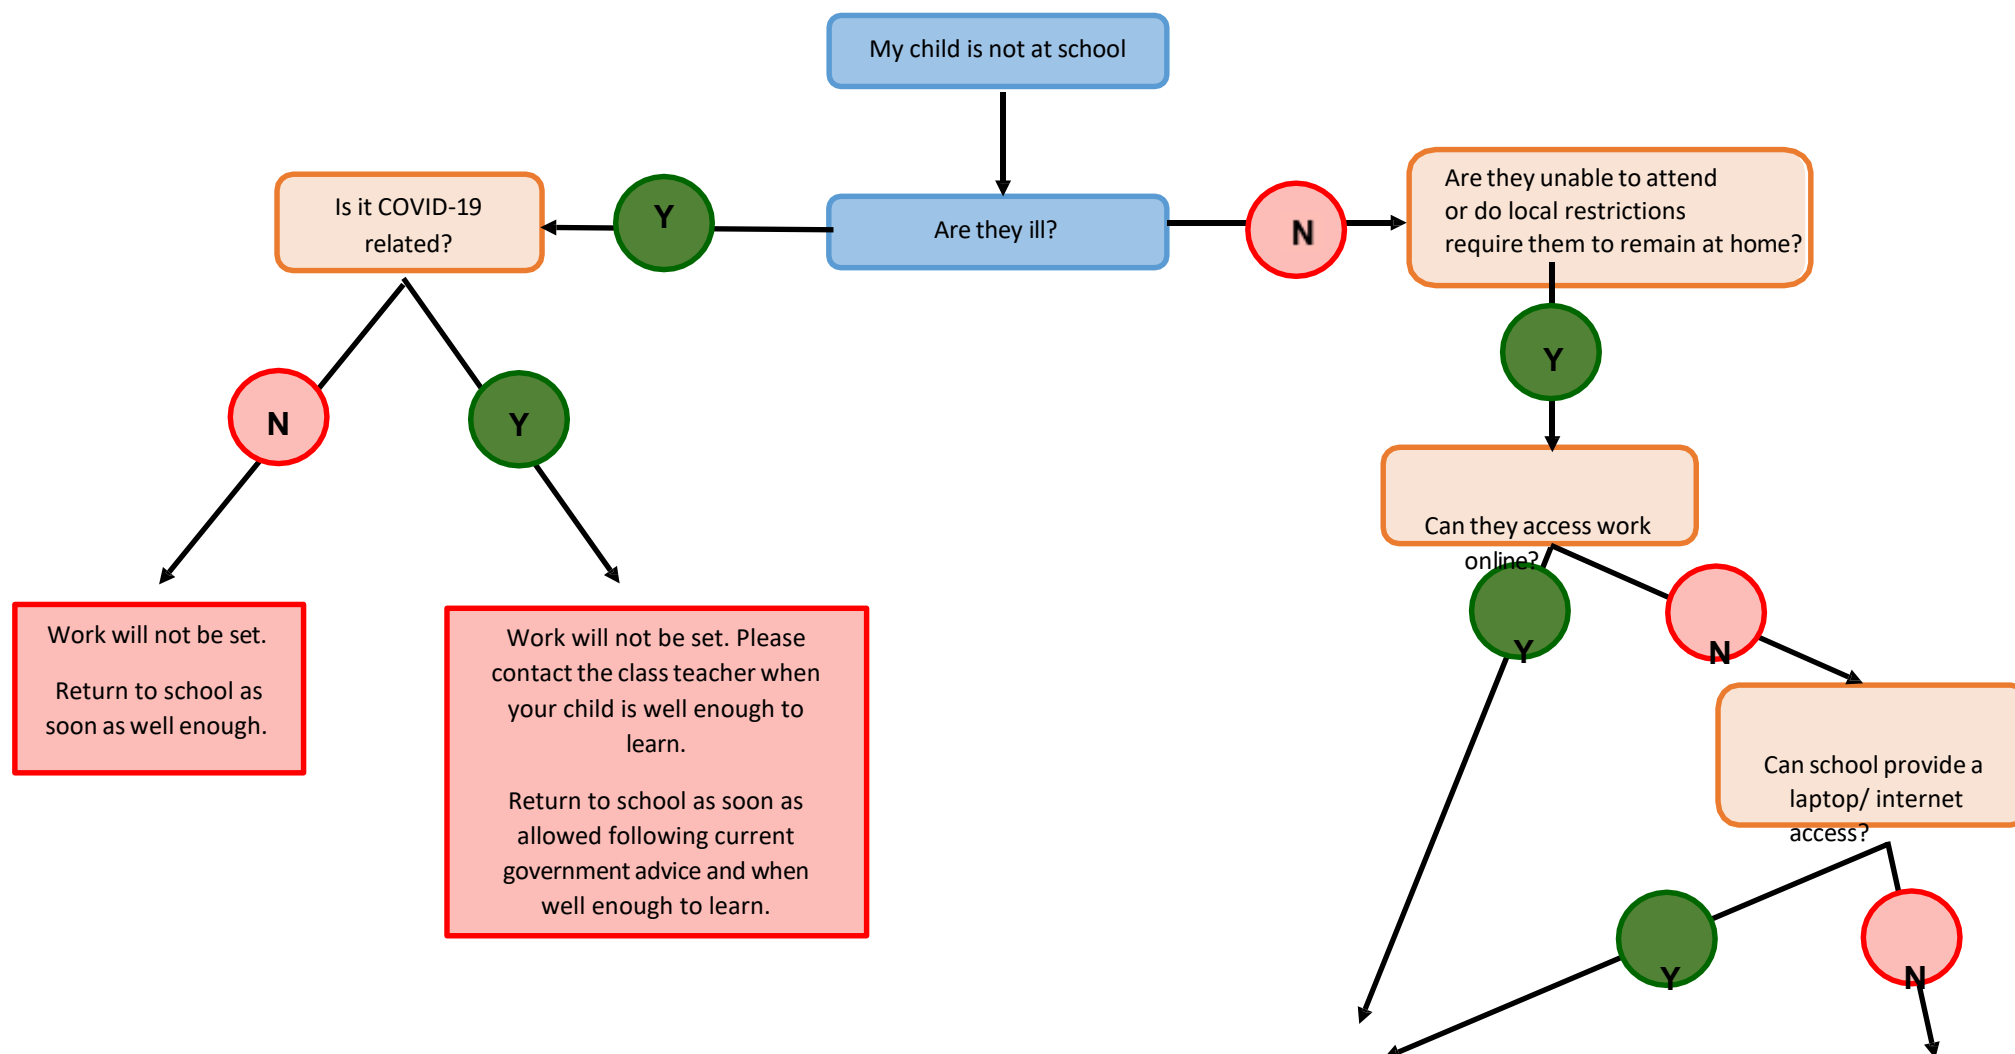 My child is not at school
Is it COVID-19
related?
Y
Are they ill?
N
Are they unable to attend
or do local restrictions
require them to remain at home?
N
Y
Y
Can they access work
online?
Y
N
Work will not be set.
Return to school as
soon as well enough.
Work will not be set. Please
contact the class teacher when
your child is well enough to
learn.
Return to school as soon as
allowed following current
government advice and when
well enough to learn.
Can school provide a
laptop/ internet
access?
Y
N